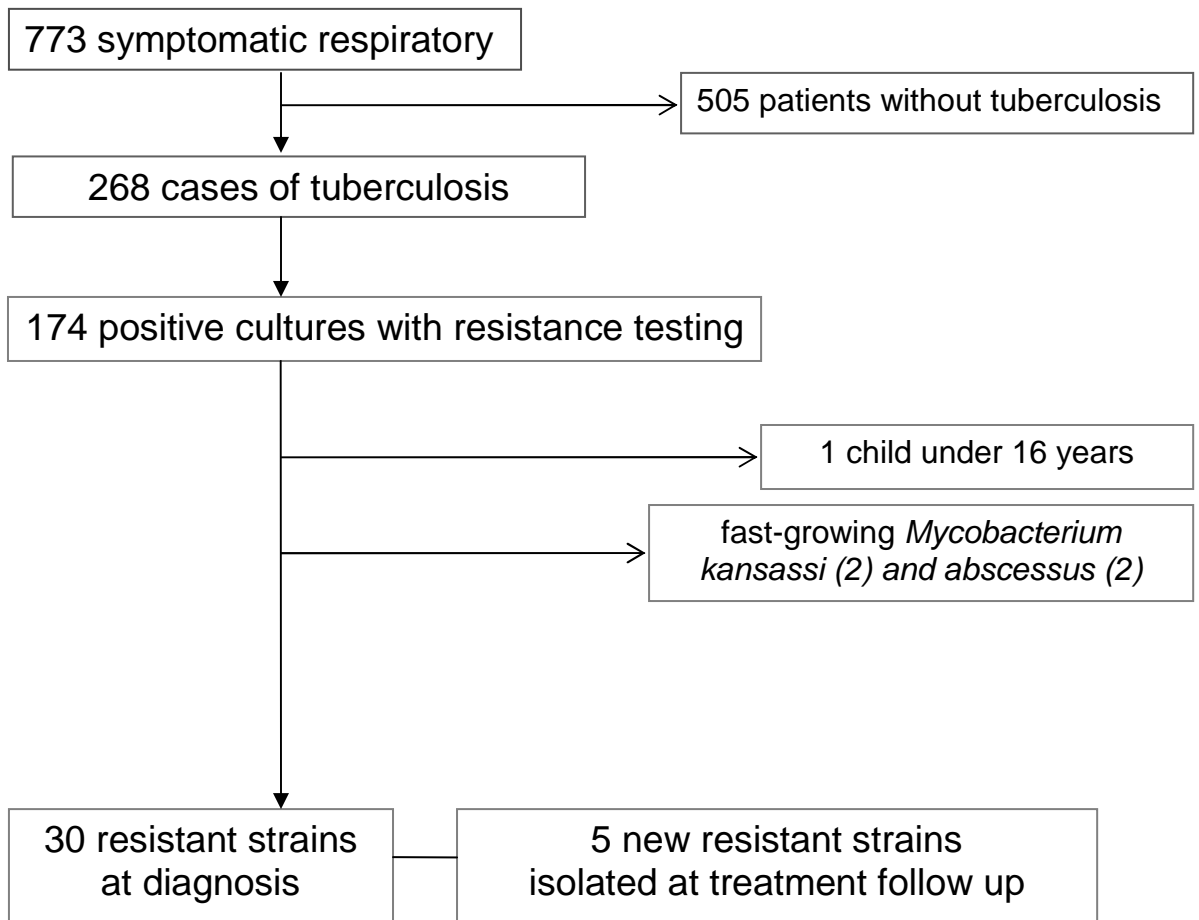 773 symptomatic respiratory
505 patients without tuberculosis
268 cases of tuberculosis
174 positive cultures with resistance testing
1 child under 16 years
fast-growing Mycobacterium
kansassi (2) and abscessus (2)
30 resistant strains
at diagnosis
5 new resistant strains
isolated at treatment follow up